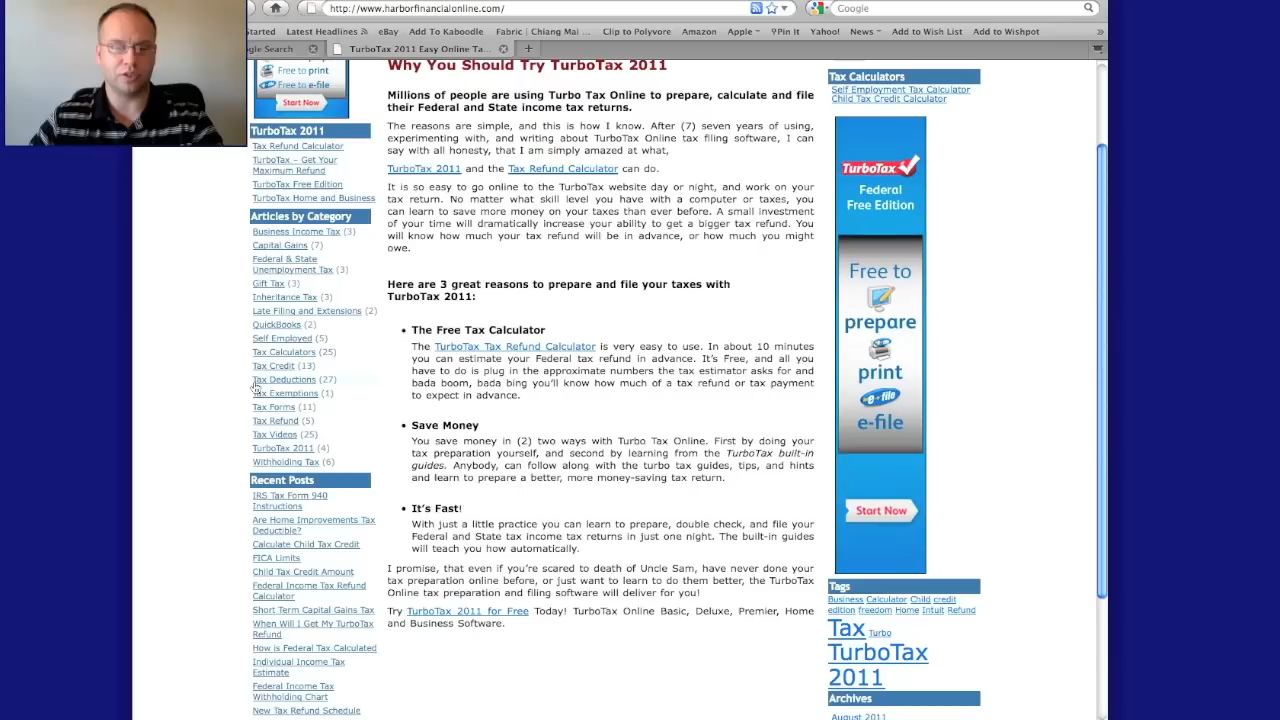 http://www.harborfinancialonline.com/
Google
Started Latest Headlines eBay Add To Kaboodle Fabric | Chiang Mai ... Clip to Polyvore Amazon Apple Pin It Yahoo! News Add to Wish List Add to Wishpot
gle Search
TurboTax 2011 Easy Online Ta...
Free to print
Free to e-file
Start Now
TurboTax 2011
Tax Refund Calculator
TurboTax – Get Your
Maximum Refund
TurboTax Free Edition
TurboTax Home and Business
Articles by Category
Business Income Tax (3)
Capital Gains (7)
Federal & State
Unemployment Tax (3)
Gift Tax (3)
Inheritance Tax (3)
Late Filing and Extensions (2)
QuickBooks (2)
Self Employed (5)
Tax Calculators (25)
Tax Credit (13)
Tax Deductions (27)
Tax Exemptions (1)
Tax Forms (11)
Tax Refund (5)
Tax Videos (25)
TurboTax 2011 (4)
Withholding Tax (6)
Recent Posts
IRS Tax Form 940
Instructions
Are Home Improvements Tax
Deductible?
Calculate Child Tax Credit
FICA Limits
Child Tax Credit Amount
Federal Income Tax Refund
Calculator
Short Term Capital Gains Tax
When Will I Get My TurboTax
Refund
How is Federal Tax Calculated
Individual Income Tax
Estimate
Federal Income Tax
Withholding Chart
New Tax Refund Schedule
Why You Should Try TurboTax 2011
Millions of people are using Turbo Tax Online to prepare, calculate and file
their Federal and State income tax returns.
The reasons are simple, and this is how I know. After (7) seven years of using,
experimenting with, and writing about TurboTax Online tax filing software, I can
say with all honesty, that I am simply amazed at what,
TurboTax 2011 and the Tax Refund Calculator can do.
It is so easy to go online to the TurboTax website day or night, and work on your
tax return. No matter what skill level you have with a computer or taxes, you
can learn to save more money on your taxes than ever before. A small investment
of your time will dramatically increase your ability to get a bigger tax refund. You
will know how much your tax refund will be in advance, or how much you might
owe.
Here are 3 great reasons to prepare and file your taxes with
TurboTax 2011:
• The Free Tax Calculator
The TurboTax Tax Refund Calculator is very easy to use. In about 10 minutes
you can estimate your Federal tax refund in advance. It's Free, and all you
have to do is plug in the approximate numbers the tax estimator asks for and
bada boom, bada bing you'll know how much of a tax refund or tax payment
to expect in advance.
• Save Money
You save money in (2) two ways with Turbo Tax Online. First by doing your
tax preparation yourself, and second by learning from the TurboTax built-in
guides. Anybody, can follow along with the turbo tax guides, tips, and hints
and learn to prepare a better, more money-saving tax return.
• It's Fast!
With just a little practice you can learn to prepare, double check, and file your
Federal and State tax income tax returns in just one night. The built-in guides
will teach you how automatically.
I promise, that even if you're scared to death of Uncle Sam, have never done your
tax preparation online before, or just want to learn to do them better, the TurboTax
Online tax preparation and filing software will deliver for you!
Try TurboTax 2011 for Free Today! TurboTax Online Basic, Deluxe, Premier, Home
and Business Software.
Tax Calculators
Self Employment Tax Calculator
Child Tax Credit Calculator
TurboTax
Federal
Free Edition
Free to
prepare
print
e-file
e-file
Start Now
Tags
Business Calculator Child credit
edition freedom Home Intuit Refund
Tax Turbo
TurboTax
2011
Archives
August 2011